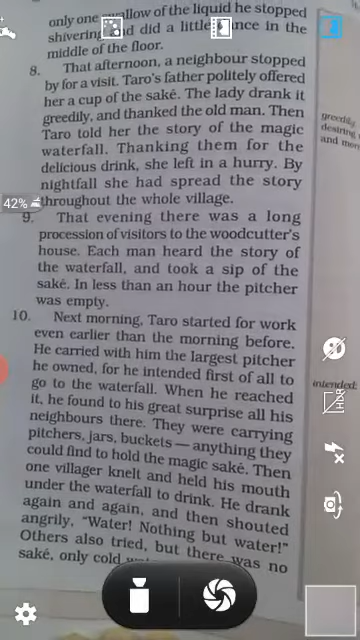 only one swallow of the liquid he stopped
shivering and did a little dance in the
middle of the floor.
8. That afternoon, a neighbour stopped
by for a visit. Taro's father politely offered
her a cup of the saké. The lady drank it
greedily, and thanked the old man. Then
Taro told her the story of the magic
waterfall. Thanking them for the
delicious drink, she left in a hurry. By
nightfall she had spread the story
throughout the whole village.
9. That evening there was a long
procession of visitors to the woodcutter's
house. Each man heard the story of
the waterfall, and took a sip of the
saké. In less than an hour the pitcher
was empty.
10. Next morning, Taro started for work
even earlier than the morning before.
He carried with him the largest pitcher
he owned, for he intended first of all to
go to the waterfall. When he reached
it, he found to his great surprise all his
neighbours there. They were carrying
pitchers, jars, buckets — anything they
could find to hold the magic saké. Then
one villager knelt and held his mouth
under the waterfall to drink. He drank
again and again, and then shouted
angrily, "Water! Nothing but water!"
Others also tried, but there was no
saké, only cold
greedily
desiring
and mor
intended:
42%
HDR